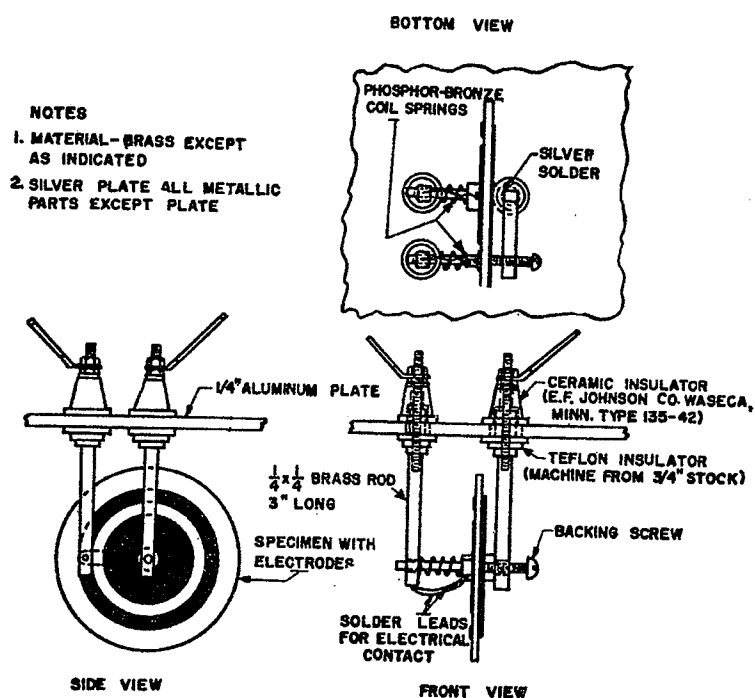 BOTTOM VIEW
PHOSPHOR-BRONZE
COIL SPRINGS
SILVER
SOLDER
NOTES
1. MATERIAL-BRASS EXCEPT
AS INDICATED
2. SILVER PLATE ALL METALLIC
PARTS EXCEPT PLATE
1/4" ALUMINUM PLATE
SPECIMEN WITH
ELECTRODES
SIDE VIEW
CERAMIC INSULATOR
(E.F. JOHNSON CO. WASECA,
MINN. TYPE 135-42)
TEFLON INSULATOR
(MACHINE FROM 3/4" STOCK)
1/4 x 1/4 BRASS ROD
3" LONG
BACKING SCREW
SOLDER LEADS
FOR ELECTRICAL
CONTACT
FRONT VIEW